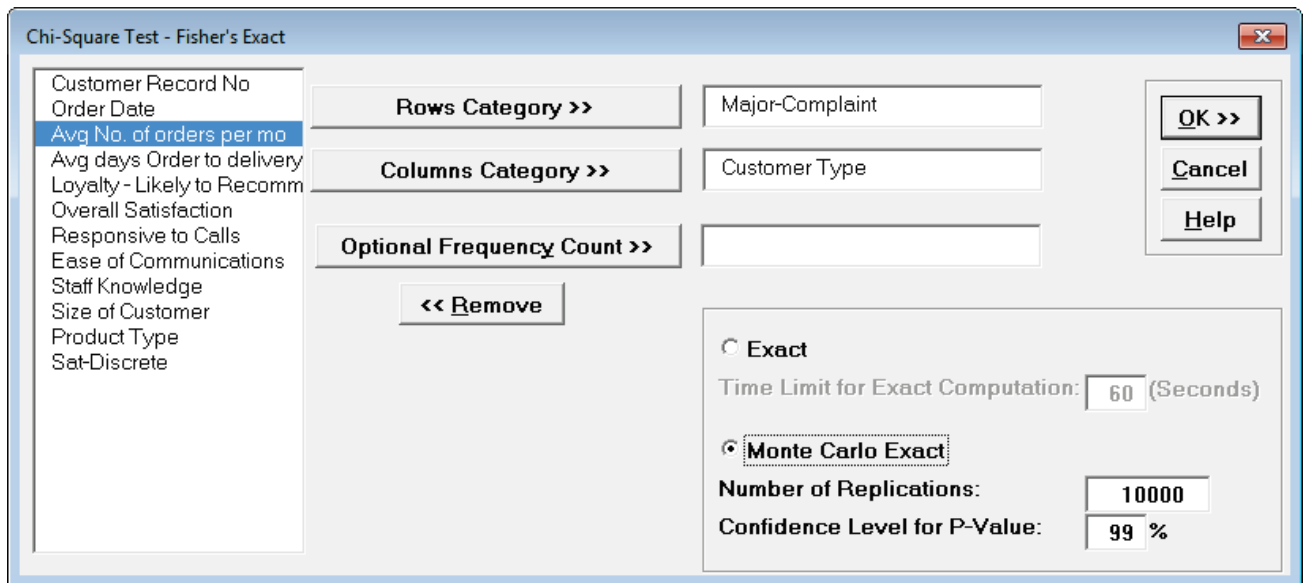 Chi-Square Test - Fisher's Exact
Customer Record No
Order Date
Avg No. of orders per mo
Avg days Order to delivery
Loyalty - Likely to Recomm
Overall Satisfaction
Responsive to Calls
Ease of Communications
Staff Knowledge
Size of Customer
Product Type
Sat-Discrete
Rows Category >>
Major-Complaint
Columns Category >>
Customer Type
Optional Frequency Count >>
<< Remove
OK >>
Cancel
Help
Exact
Time Limit for Exact Computation: 60 (Seconds)
Monte Carlo Exact
Number of Replications: 10000
Confidence Level for P-Value: 99 %